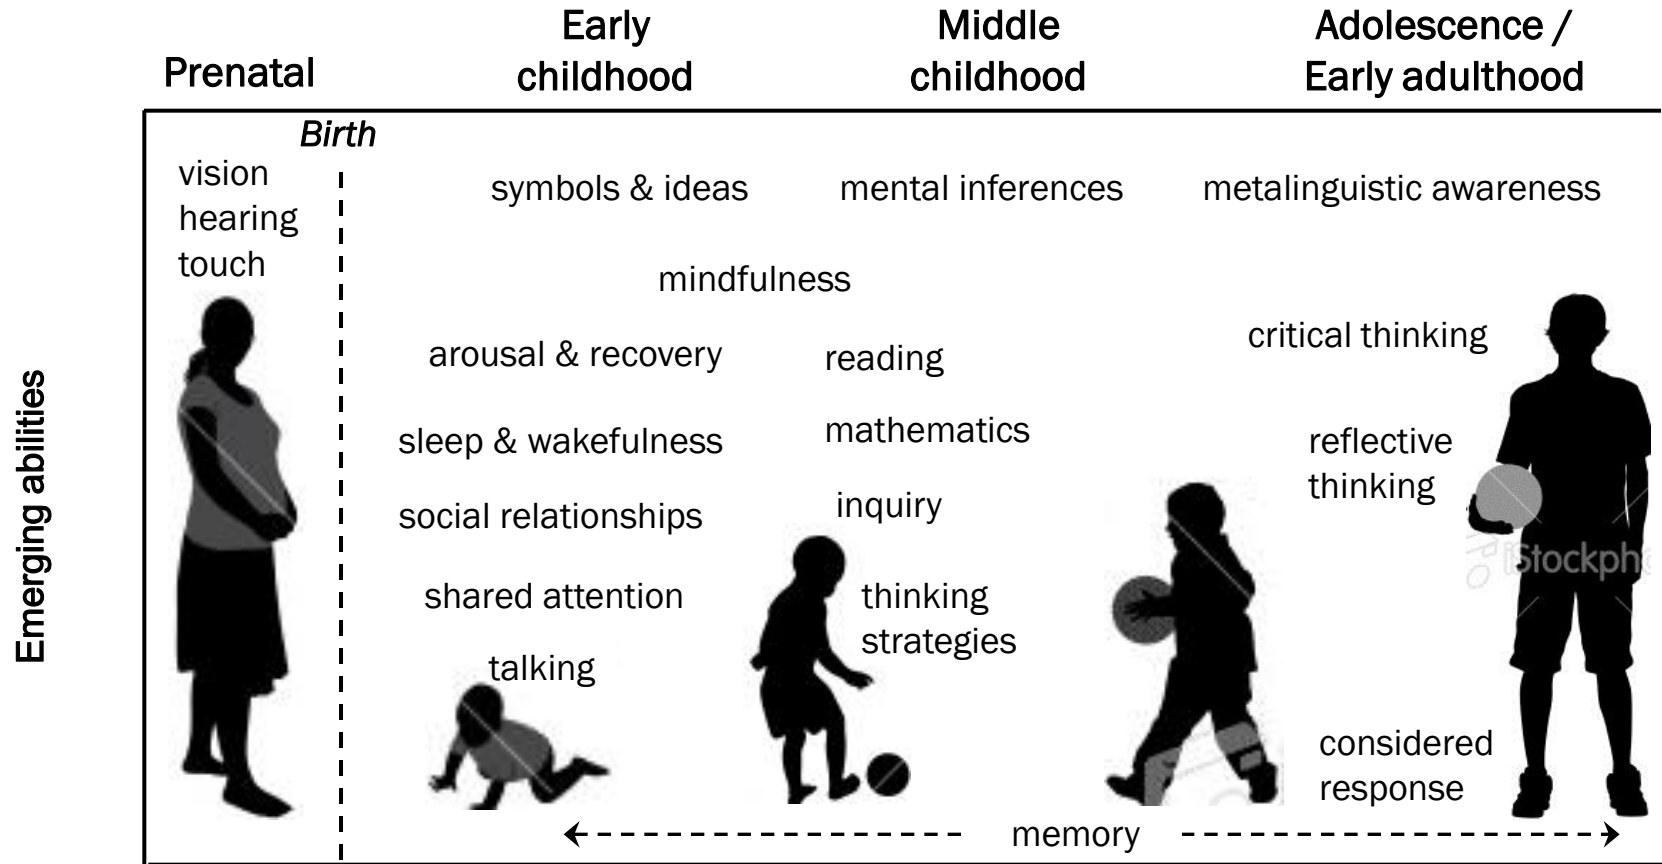 Prenatal
Early
childhood
Middle
childhood
Adolescence /
Early adulthood
Emerging abilities
Birth
vision
hearing
touch
symbols & ideas
mental inferences
metalinguistic awareness
mindfulness
arousal & recovery
reading
critical thinking
sleep & wakefulness
mathematics
reflective
thinking
social relationships
inquiry
shared attention
thinking
strategies
talking
considered
response
memory